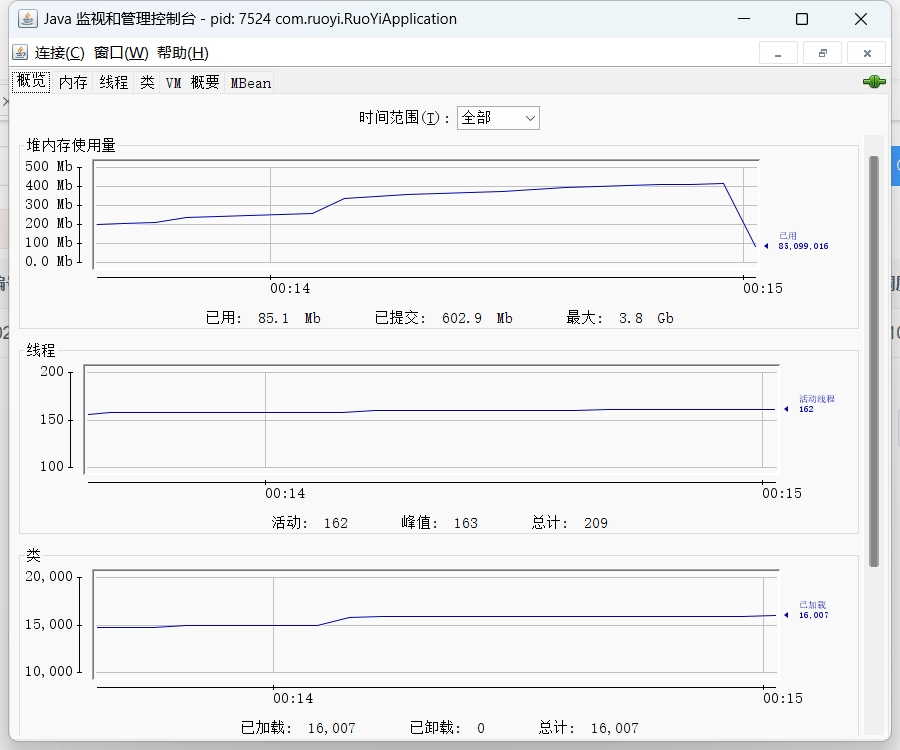 Java 监视和管理控制台 - pid: 7524 com.ruoyi.RuoYiApplication
连接(C) 窗口(W) 帮助(H)
概览 内存 线程 类 VM 概要 MBean
时间范围(T): 全部
堆内存使用量
500 Mb
400 Mb
300 Mb
200 Mb
100 Mb
0.0 Mb
已用
85,099,016
00:14 00:15
已用: 85.1 Mb 已提交: 602.9 Mb 最大: 3.8 Gb
线程
200
150
100
活动线程
162
00:14 00:15
活动: 162 峰值: 163 总计: 209
类
20,000
15,000
10,000
已加载
16,007
00:14 00:15
已加载: 16,007 已卸载: 0 总计: 16,007